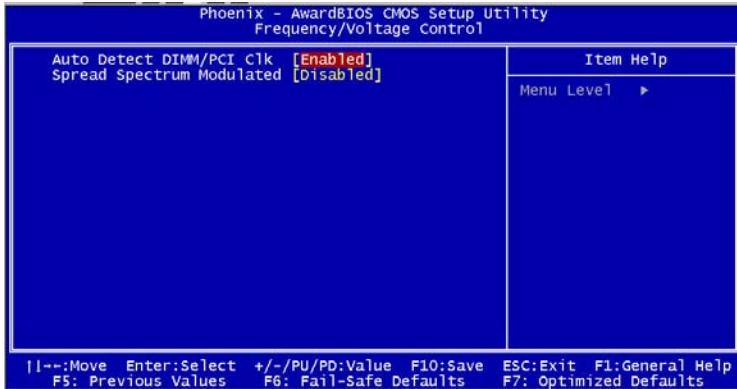 Phoenix - AwardBIOS CMOS Setup Utility
Frequency/Voltage Control
Auto Detect DIMM/PCI Clk [Enabled]
Spread Spectrum Modulated [Disabled]
Item Help
Menu Level ▶
↑↓→←:Move Enter:Select +/-/PU/PD:Value F10:Save ESC:Exit F1:General Help
F5: Previous Values F6: Fail-Safe Defaults F7: Optimized Defaults